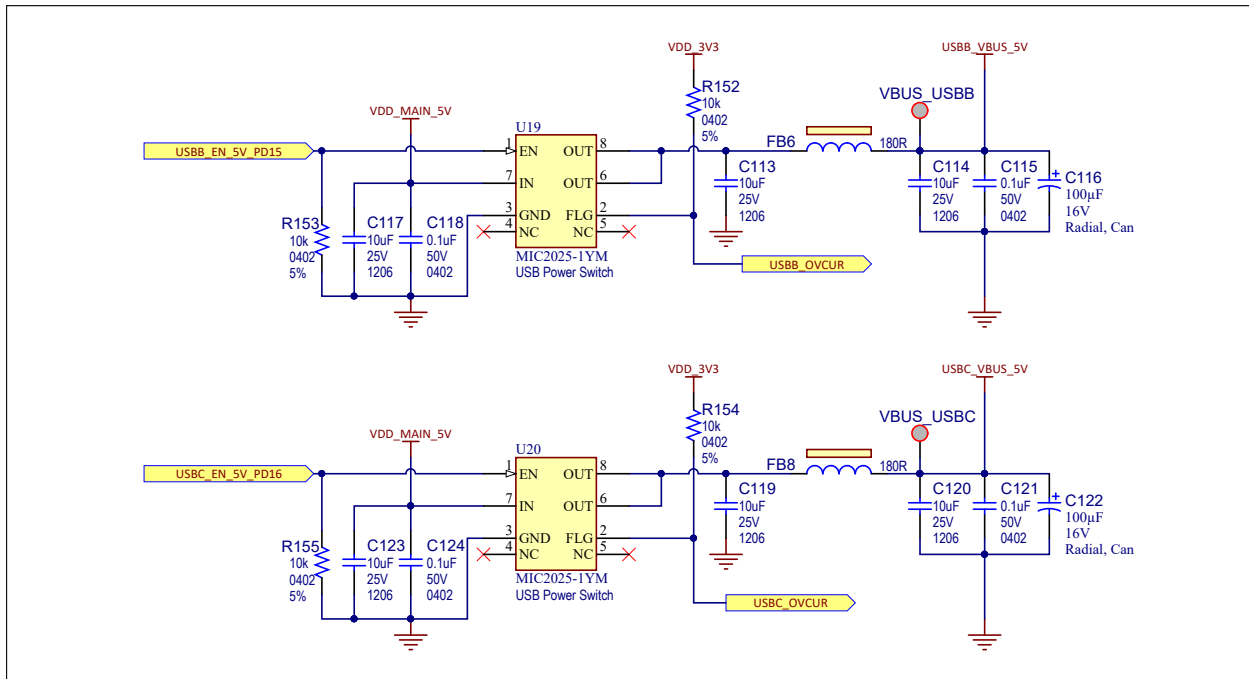 VDD_3V3
USBB_VBUS_5V
R152
10k
0402
5%
VBUS_USBB
VDD_MAIN_5V
U19
FB6
180R
USBB_EN_5V_PD15
1
EN
OUT
8
7
IN
OUT
6
3
GND
FLG
2
4
NC
NC
5
MIC2025-1YM
USB Power Switch
R153
10k
0402
5%
C117
10uF
25V
1206
C118
0.1uF
50V
0402
C113
10uF
25V
1206
C114
10uF
25V
1206
C115
0.1uF
50V
0402
C116
100µF
16V
Radial, Can
USBB_OVCUR
VDD_3V3
USBC_VBUS_5V
R154
10k
0402
5%
VBUS_USBC
VDD_MAIN_5V
U20
FB8
180R
USBC_EN_5V_PD16
1
EN
OUT
8
7
IN
OUT
6
3
GND
FLG
2
4
NC
NC
5
MIC2025-1YM
USB Power Switch
R155
10k
0402
5%
C123
10uF
25V
1206
C124
0.1uF
50V
0402
C119
10uF
25V
1206
C120
10uF
25V
1206
C121
0.1uF
50V
0402
C122
100µF
16V
Radial, Can
USBC_OVCUR